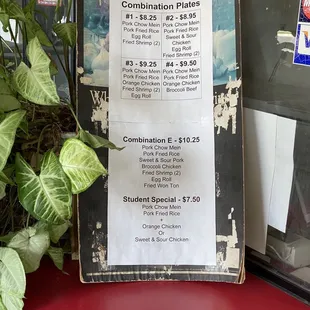 Combination Plates
#1 - $8.25
Pork Chow Mein
Pork Fried Rice
Egg Roll
Fried Shrimp (2)
#2 - $8.95
Pork Chow Mein
Pork Fried Rice
Sweet & Sour
Chicken
Egg Roll
Fried Shrimp (2)
#3 - $9.25
Pork Chow Mein
Pork Fried Rice
Orange Chicken
Fried Shrimp (2)
Egg Roll
#4 - $9.50
Pork Chow Mein
Pork Fried Rice
Orange Chicken
Broccoli Beef
Combination E - $10.25
Pork Chow Mein
Pork Fried Rice
Sweet & Sour Pork
Broccoli Chicken
Fried Shrimp (2)
Egg Roll
Fried Won Ton
Student Special - $7.50
Pork Chow Mein
Pork Fried Rice
+
Orange Chicken
Or
Sweet & Sour Chicken